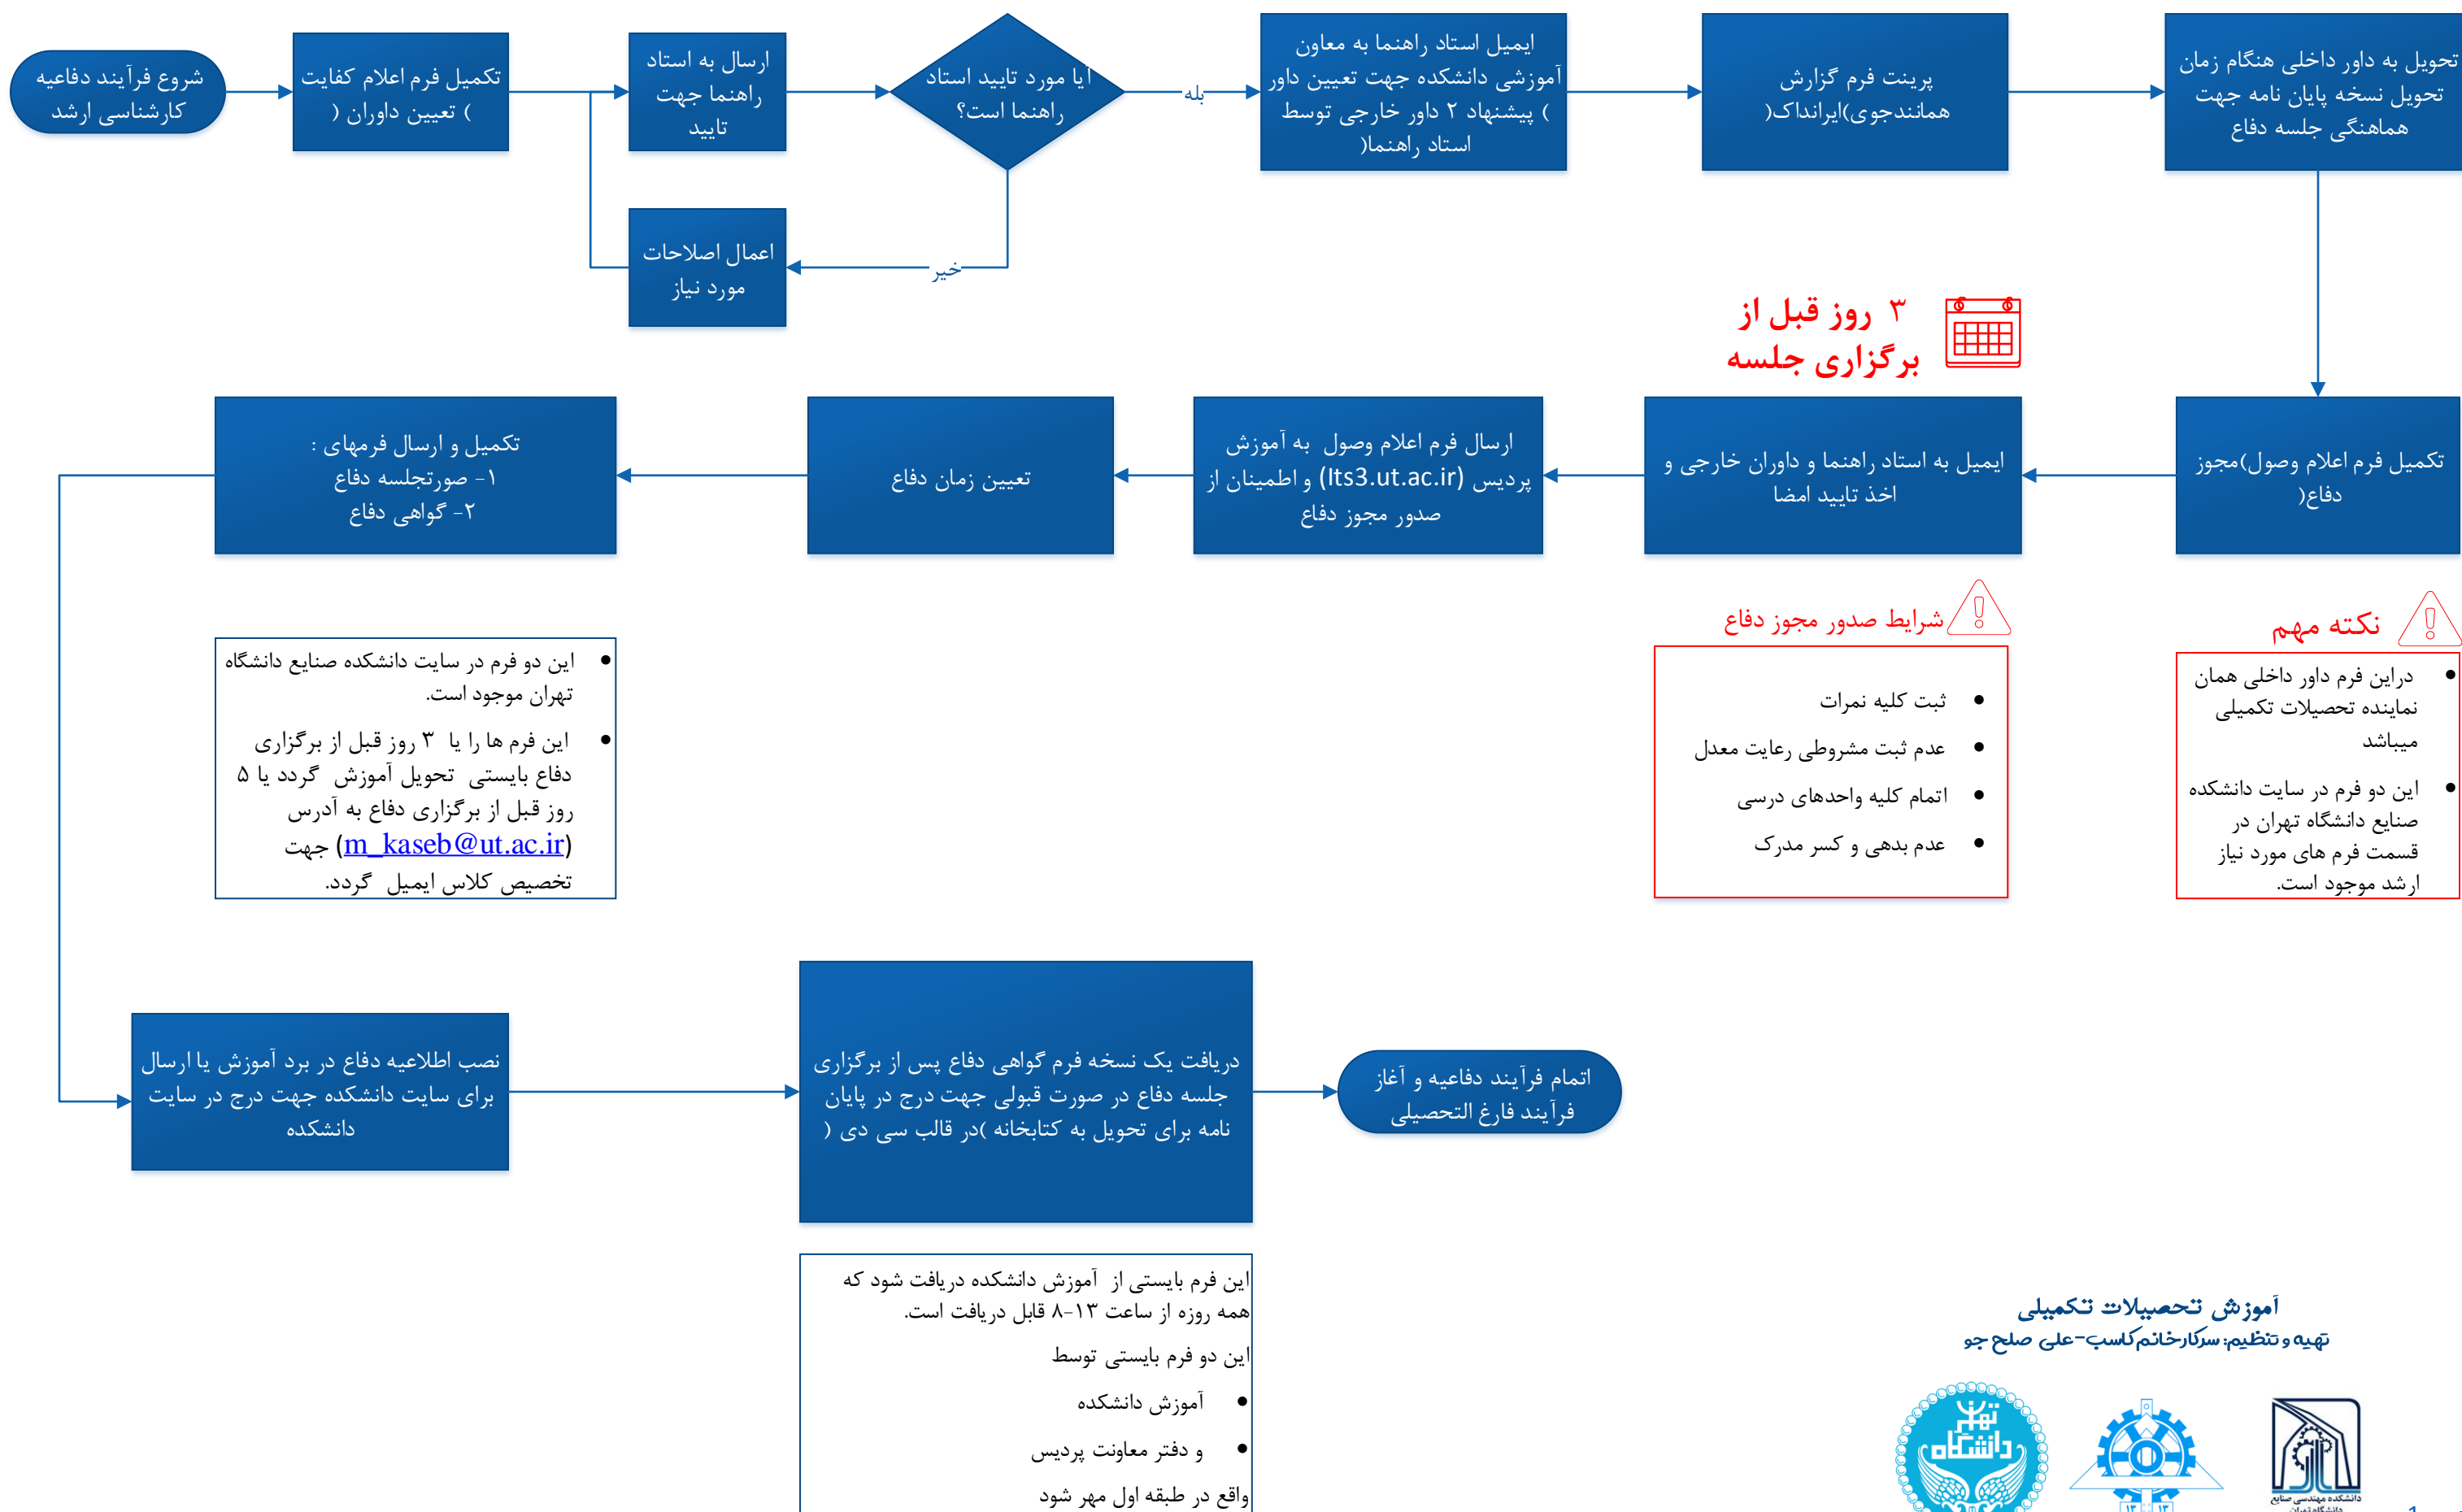 شروع فرآیند دفاعیه
کارشناسی ارشد
تکمیل فرم اعلام کفایت
) تعیین داوران (
ارسال به استاد
راهنما جهت
تایید
آیا مورد تایید استاد
راهنما است؟
بله
خیر
اعمال اصلاحات
مورد نیاز
ایمیل استاد راهنما به معاون
آموزشی دانشکده جهت تعیین داور
) پیشنهاد ۲ داور خارجی توسط
استاد راهنما(
پرینت فرم گزارش
همانندجوی)ایرانداک(
تحویل به داور داخلی هنگام زمان
تحویل نسخه پایان نامه جهت
هماهنگی جلسه دفاع
۳ روز قبل از
برگزاری جلسه
تکمیل فرم اعلام وصول)مجوز
دفاع(
ایمیل به استاد راهنما و داوران خارجی و
اخذ تایید امضا
ارسال فرم اعلام وصول به آموزش
پردیس (Its3.ut.ac.ir) و اطمینان از
صدور مجوز دفاع
تعیین زمان دفاع
تکمیل و ارسال فرمهای :
۱- صورتجلسه دفاع
۲- گواهی دفاع
نکته مهم
• دراین فرم داور داخلی همان
نماینده تحصیلات تکمیلی
میباشد
• این دو فرم در سایت دانشکده
صنایع دانشگاه تهران در
قسمت فرم های مورد نیاز
ارشد موجود است.
شرایط صدور مجوز دفاع
• ثبت کلیه نمرات
• عدم ثبت مشروطی رعایت معدل
• اتمام کلیه واحدهای درسی
• عدم بدهی و کسر مدرک
• این دو فرم در سایت دانشکده صنایع دانشگاه
تهران موجود است.
• این فرم ها را یا ۳ روز قبل از برگزاری
دفاع بایستی تحویل آموزش گردد یا ۵
روز قبل از برگزاری دفاع به آدرس
(m_kaseb@ut.ac.ir) جهت
تخصیص کلاس ایمیل گردد.
نصب اطلاعیه دفاع در برد آموزش یا ارسال
برای سایت دانشکده جهت درج در سایت
دانشکده
دریافت یک نسخه فرم گواهی دفاع پس از برگزاری
جلسه دفاع در صورت قبولی جهت درج در پایان
نامه برای تحویل به کتابخانه )در قالب سی دی (
اتمام فرآیند دفاعیه و آغاز
فرآیند فارغ التحصیلی
این فرم بایستی از آموزش دانشکده دریافت شود که
همه روزه از ساعت ۱۳-۸ قابل دریافت است.
این دو فرم بایستی توسط
• آموزش دانشکده
• و دفتر معاونت پردیس
واقع در طبقه اول مهر شود
آموزش تحصیلات تکمیلی
تهیه و تنظیم: سرکارخانم کاسب-علی صلح جو
دانشگاه تهران
۱۳ ۱۳
دانشکده مهندسی صنایع
دانشگاه تهران